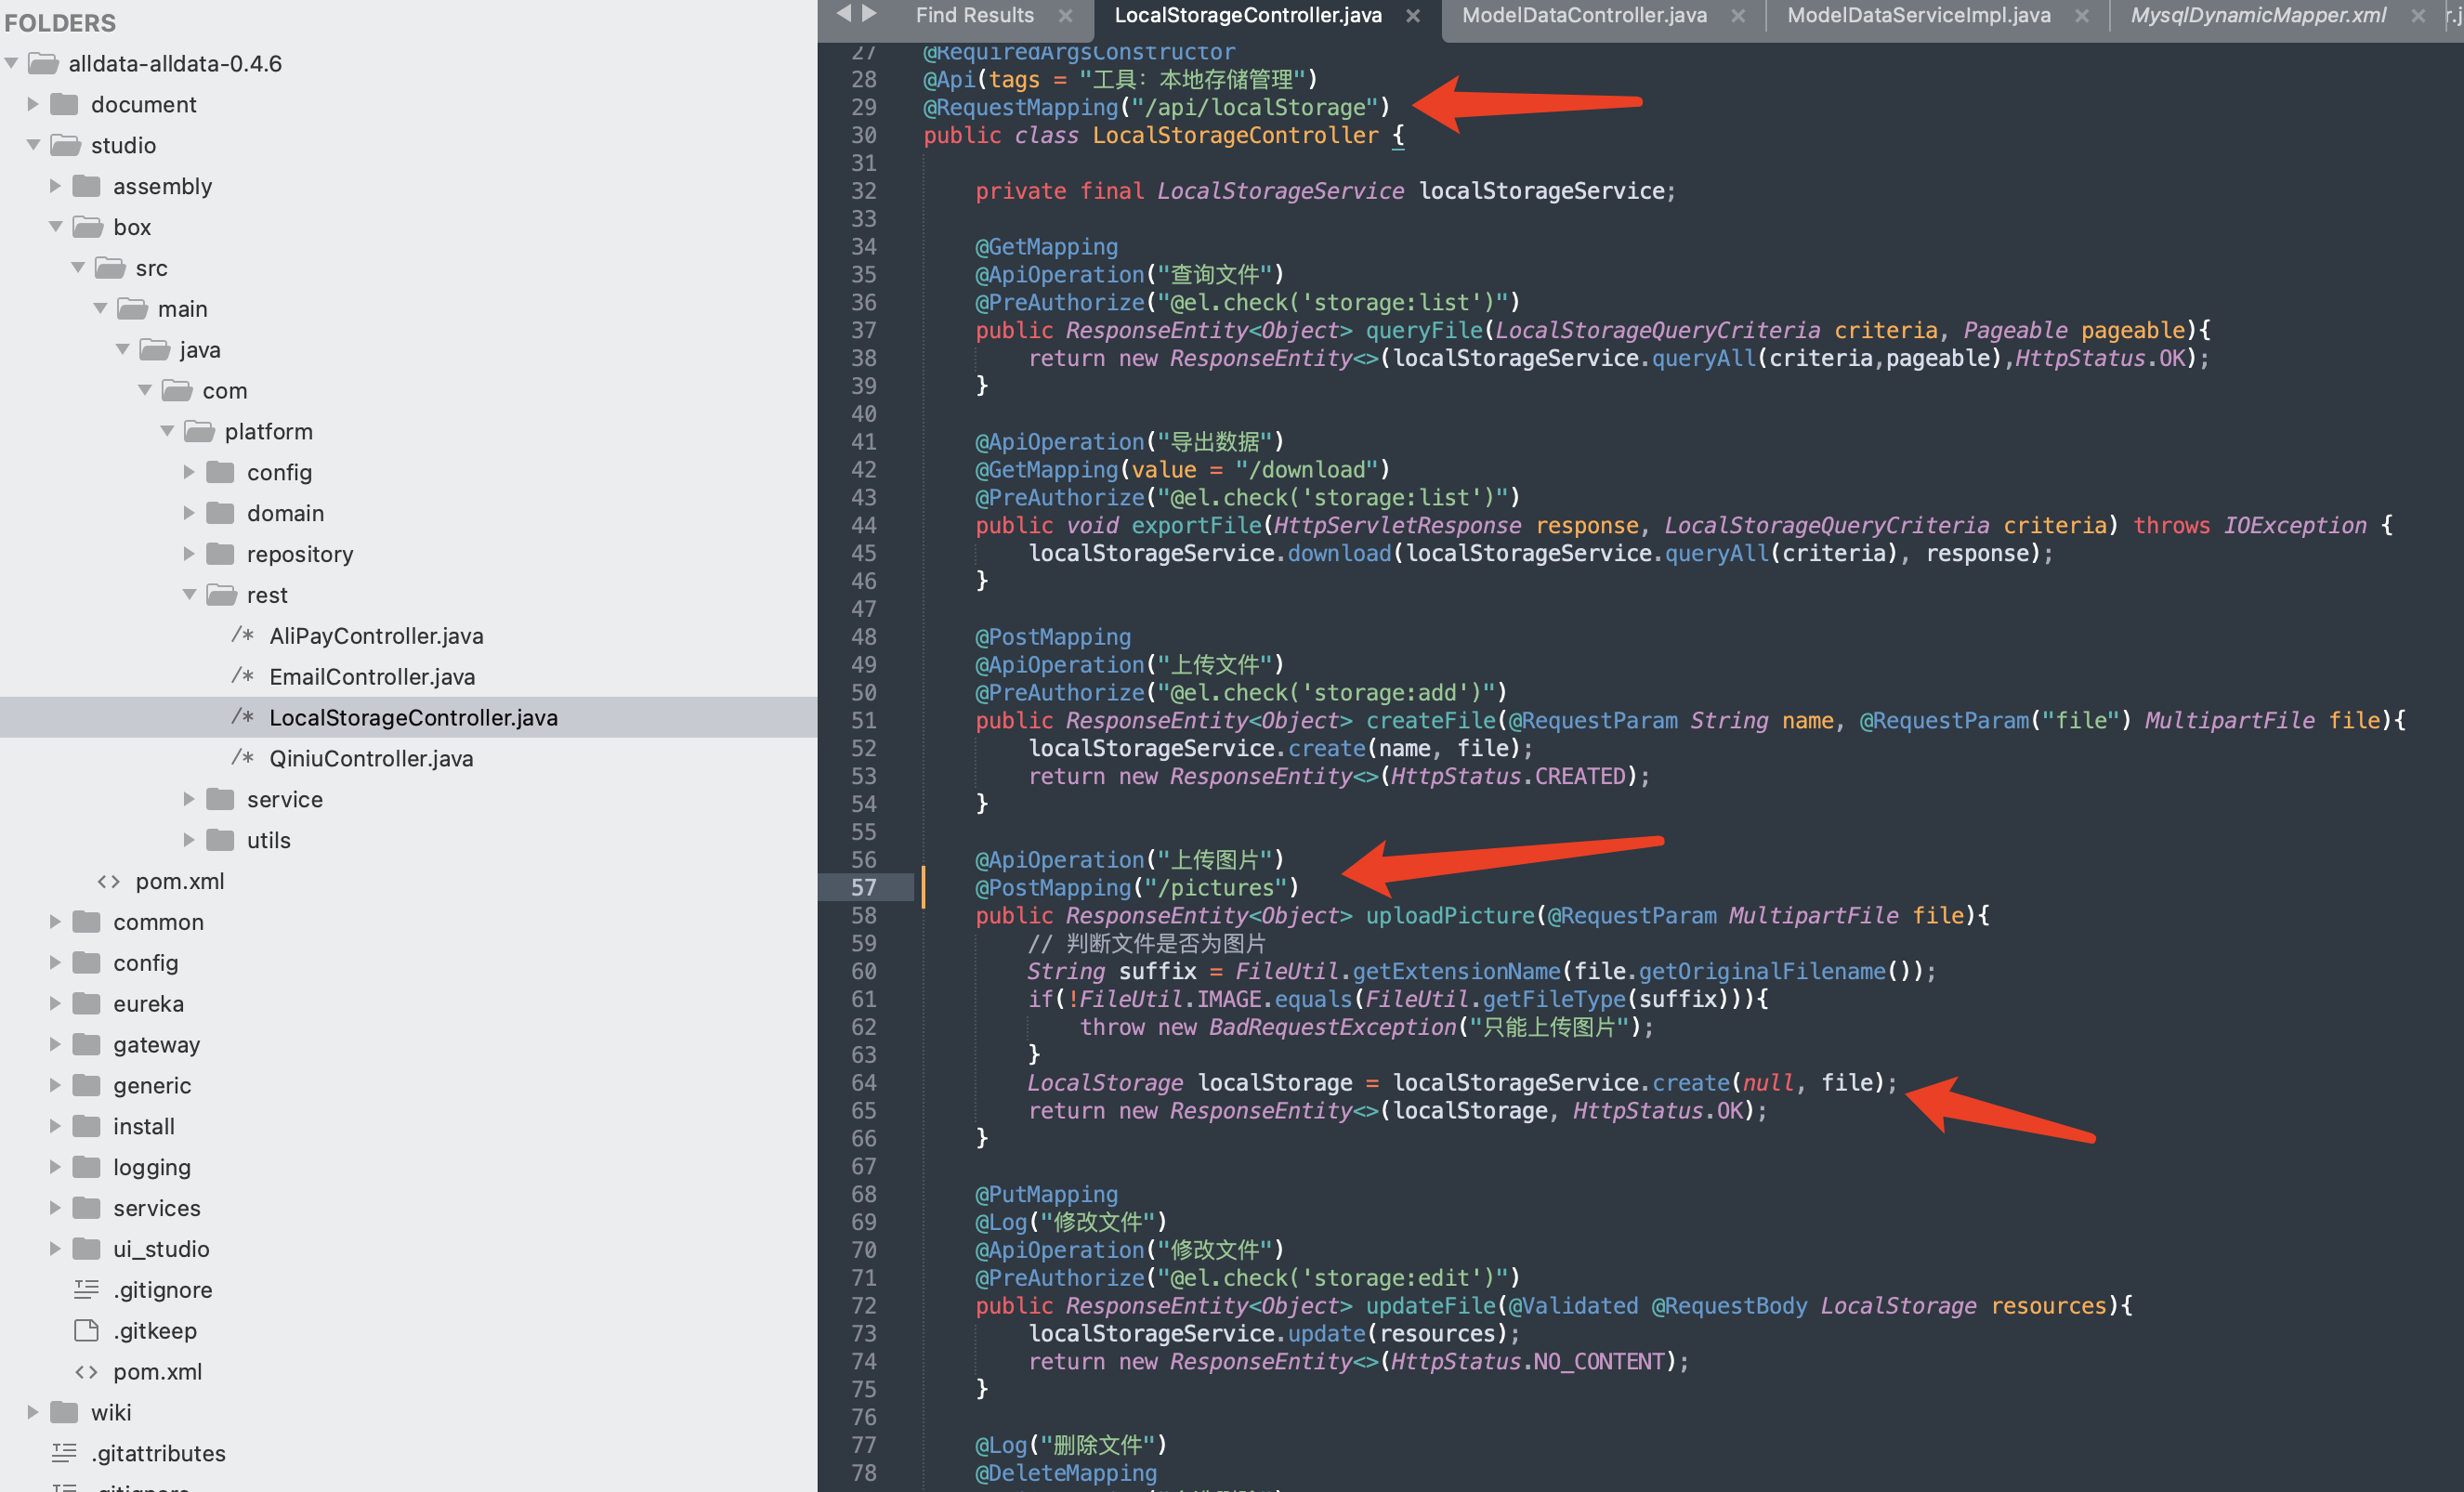 FOLDERS
alldata-alldata-0.4.6
document
studio
assembly
box
src
main
java
com
platform
config
domain
repository
rest
/* AliPayController.java
/* EmailController.java
/* LocalStorageController.java
/* QiniuController.java
service
utils
<> pom.xml
common
config
eureka
gateway
generic
install
logging
services
ui_studio
.gitignore
.gitkeep
<> pom.xml
wiki
.gitattributes
.gitignore
Find Results × LocalStorageController.java × ModelDataController.java × ModelDataServiceImpl.java × MysqlDynamicMapper.xml ×
27 @RequiredArgsConstructor
28 @Api(tags = "工具：本地存储管理")
29 @RequestMapping("/api/localStorage")
30 public class LocalStorageController {
31
32 private final LocalStorageService localStorageService;
33
34 @GetMapping
35 @ApiOperation("查询文件")
36 @PreAuthorize("@el.check('storage:list')")
37 public ResponseEntity<Object> queryFile(LocalStorageQueryCriteria criteria, Pageable pageable){
38 return new ResponseEntity<>(localStorageService.queryAll(criteria,pageable),HttpStatus.OK);
39 }
40
41 @ApiOperation("导出数据")
42 @GetMapping(value = "/download")
43 @PreAuthorize("@el.check('storage:list')")
44 public void exportFile(HttpServletResponse response, LocalStorageQueryCriteria criteria) throws IOException {
45 localStorageService.download(localStorageService.queryAll(criteria), response);
46 }
47
48 @PostMapping
49 @ApiOperation("上传文件")
50 @PreAuthorize("@el.check('storage:add')")
51 public ResponseEntity<Object> createFile(@RequestParam String name, @RequestParam("file") MultipartFile file){
52 localStorageService.create(name, file);
53 return new ResponseEntity<>(HttpStatus.CREATED);
54 }
55
56 @ApiOperation("上传图片")
57 @PostMapping("/pictures")
58 public ResponseEntity<Object> uploadPicture(@RequestParam MultipartFile file){
59 // 判断文件是否为图片
60 String suffix = FileUtil.getExtensionName(file.getOriginalFilename());
61 if(!FileUtil.IMAGE.equals(FileUtil.getFileType(suffix))){
62 throw new BadRequestException("只能上传图片");
63 }
64 LocalStorage localStorage = localStorageService.create(null, file);
65 return new ResponseEntity<>(localStorage, HttpStatus.OK);
66 }
67
68 @PutMapping
69 @Log("修改文件")
70 @ApiOperation("修改文件")
71 @PreAuthorize("@el.check('storage:edit')")
72 public ResponseEntity<Object> updateFile(@Validated @RequestBody LocalStorage resources){
73 localStorageService.update(resources);
74 return new ResponseEntity<>(HttpStatus.NO_CONTENT);
75 }
76
77 @Log("删除文件")
78 @DeleteMapping